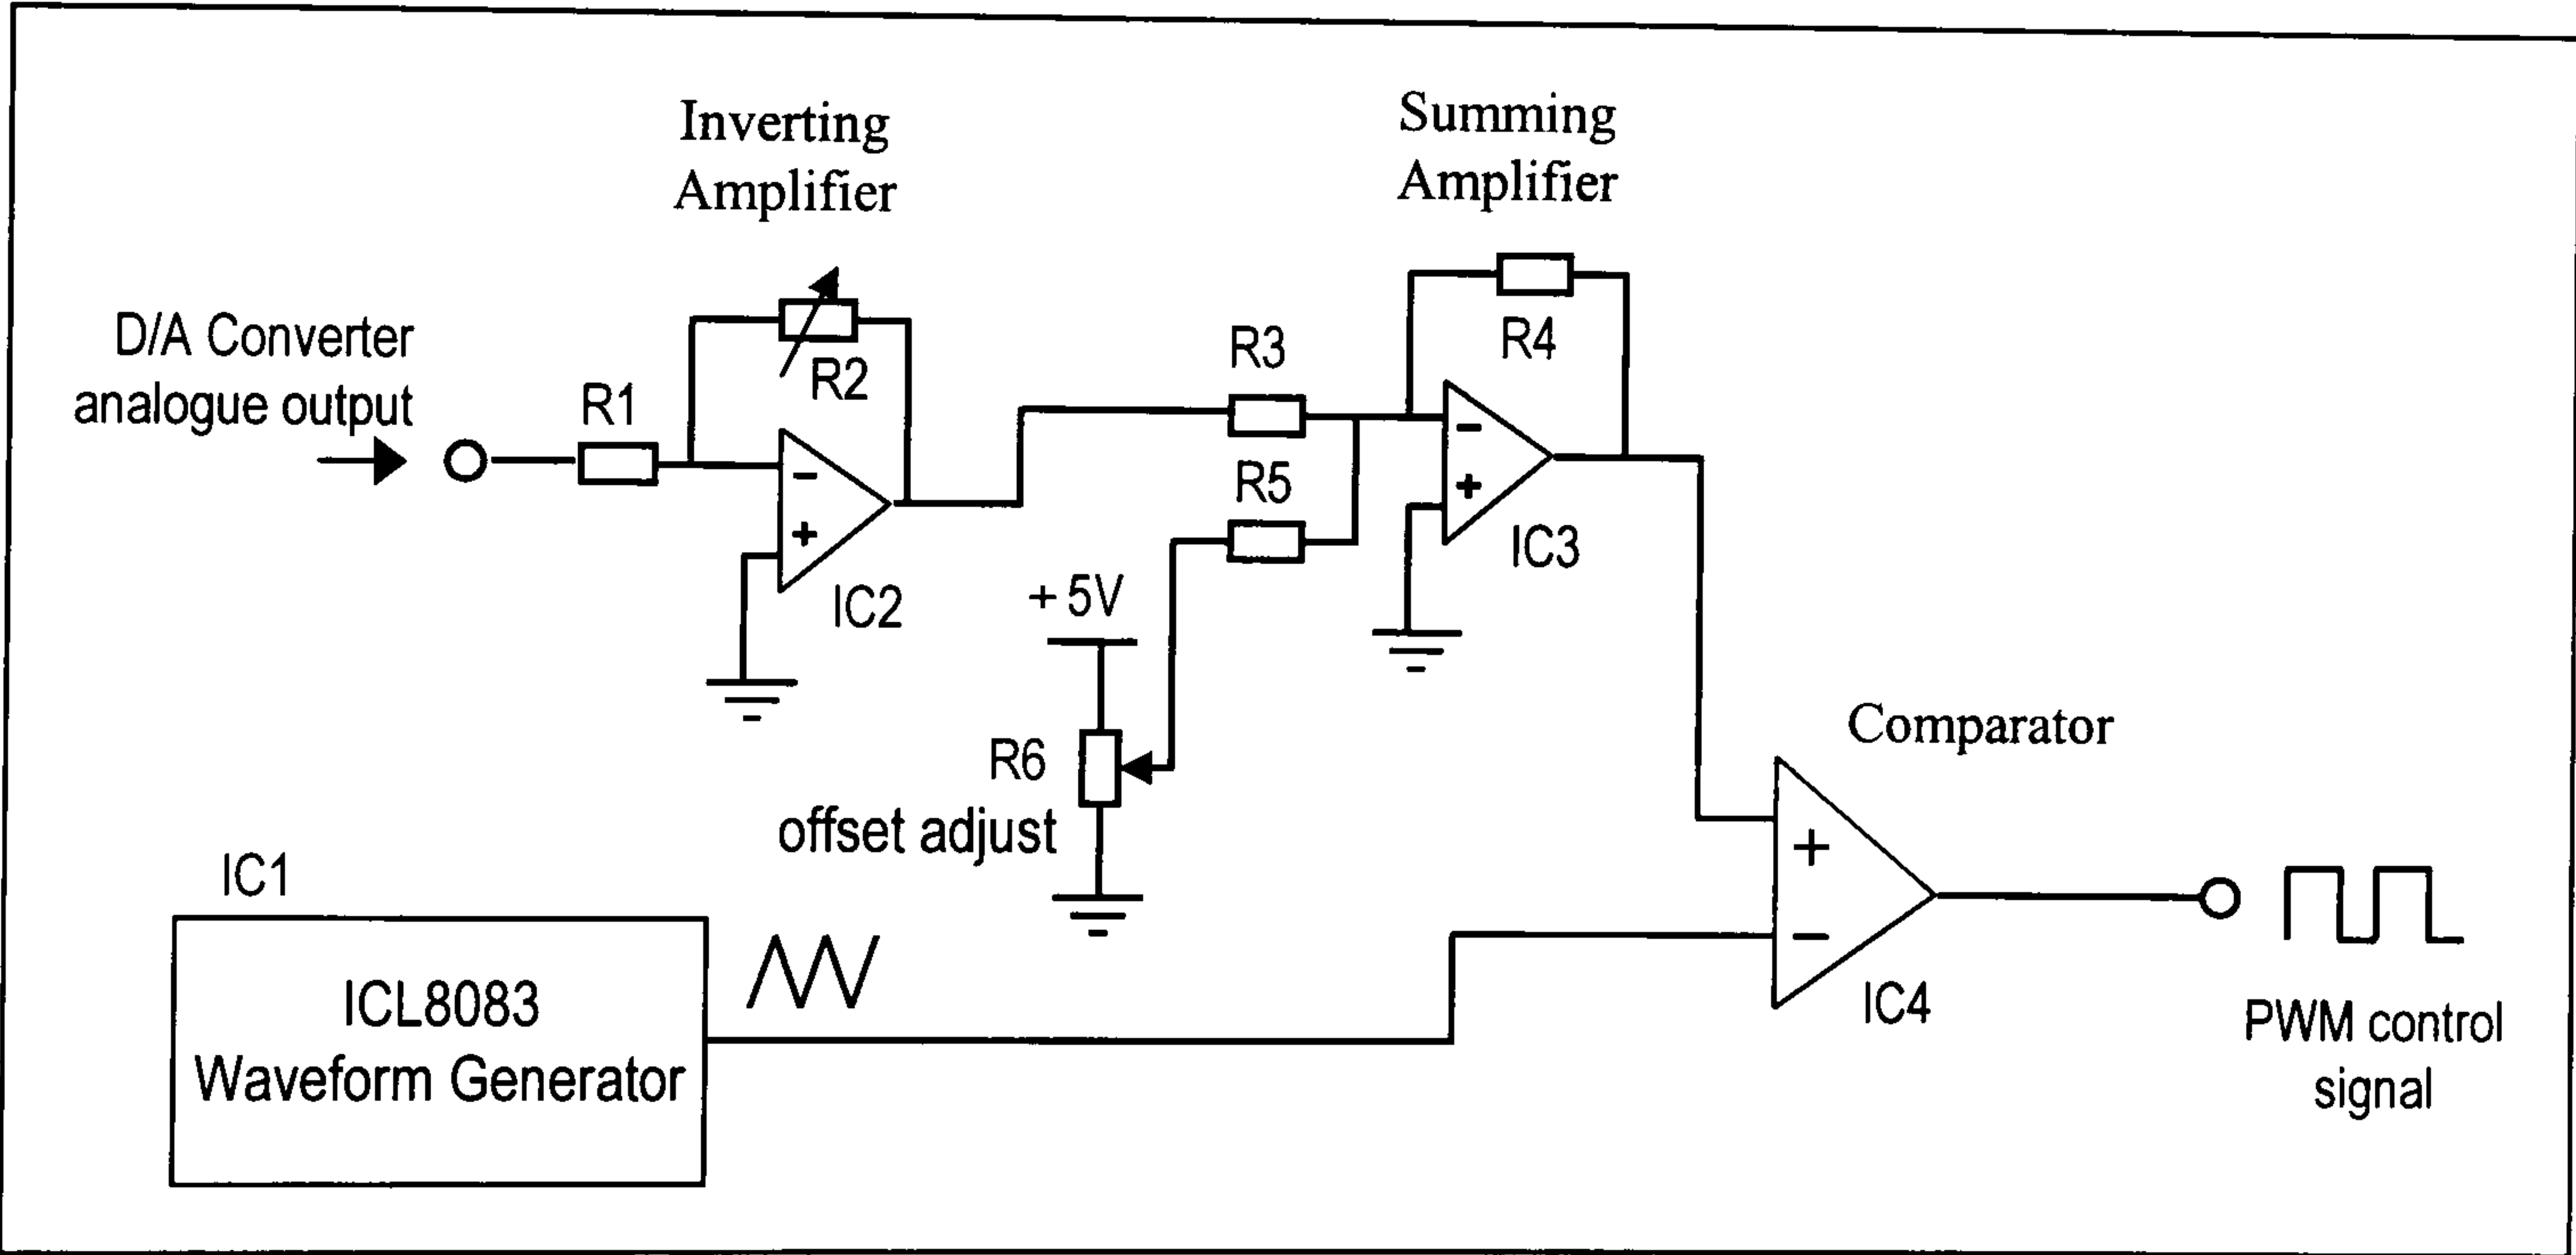 Inverting
Amplifier
Summing
Amplifier
D/A Converter
analogue output
R1
R2
-
+
IC2
R3
R4
R5
-
+
IC3
+ 5V
R6
offset adjust
Comparator
+
-
IC4
IC1
ICL8083
Waveform Generator
PWM control
signal